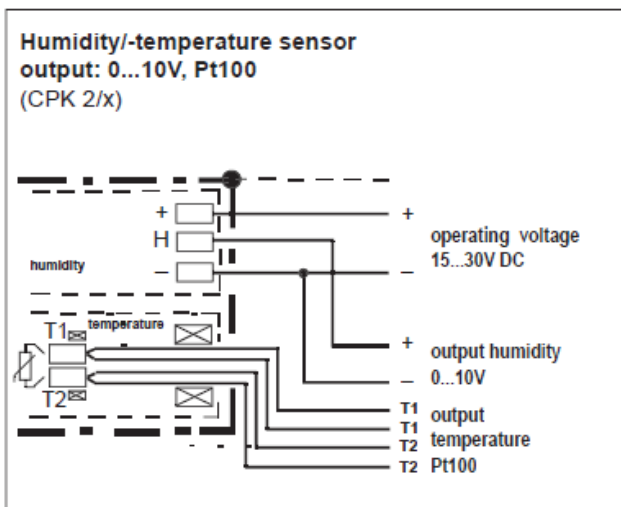 Humidity/-temperature sensor
output: 0...10V, Pt100
(CPK 2/x)
+
H
–
humidity
temperature
T1
T2
+
operating voltage
15...30V DC
–
+
output humidity
–
0...10V
T1
output
T1
T2
temperature
T2
Pt100